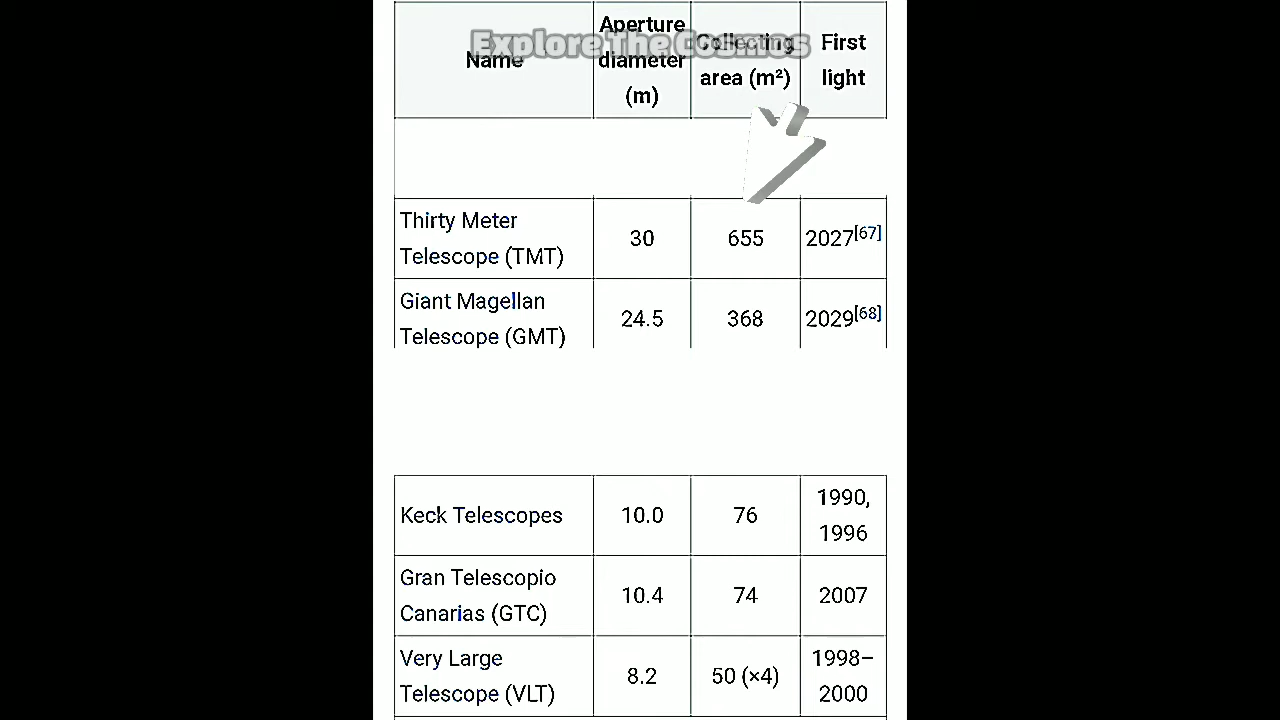 Explore The Cosmos
Name
Aperture
diameter
(m)
Collecting
area (m²)
First
light
Thirty Meter
Telescope (TMT)
30
655
2027[67]
Giant Magellan
Telescope (GMT)
24.5
368
2029[68]
Keck Telescopes
10.0
76
1990,
1996
Gran Telescopio
Canarias (GTC)
10.4
74
2007
Very Large
Telescope (VLT)
8.2
50 (×4)
1998–
2000